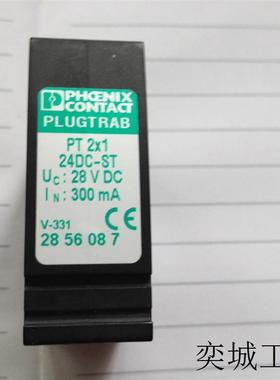 PHŒNIX
CONTACT
PLUGTRAB
PT 2x1
24DC-ST
UC: 28 V DC
IN: 300 mA
V-331 CE
28 56 08 7
奕城工